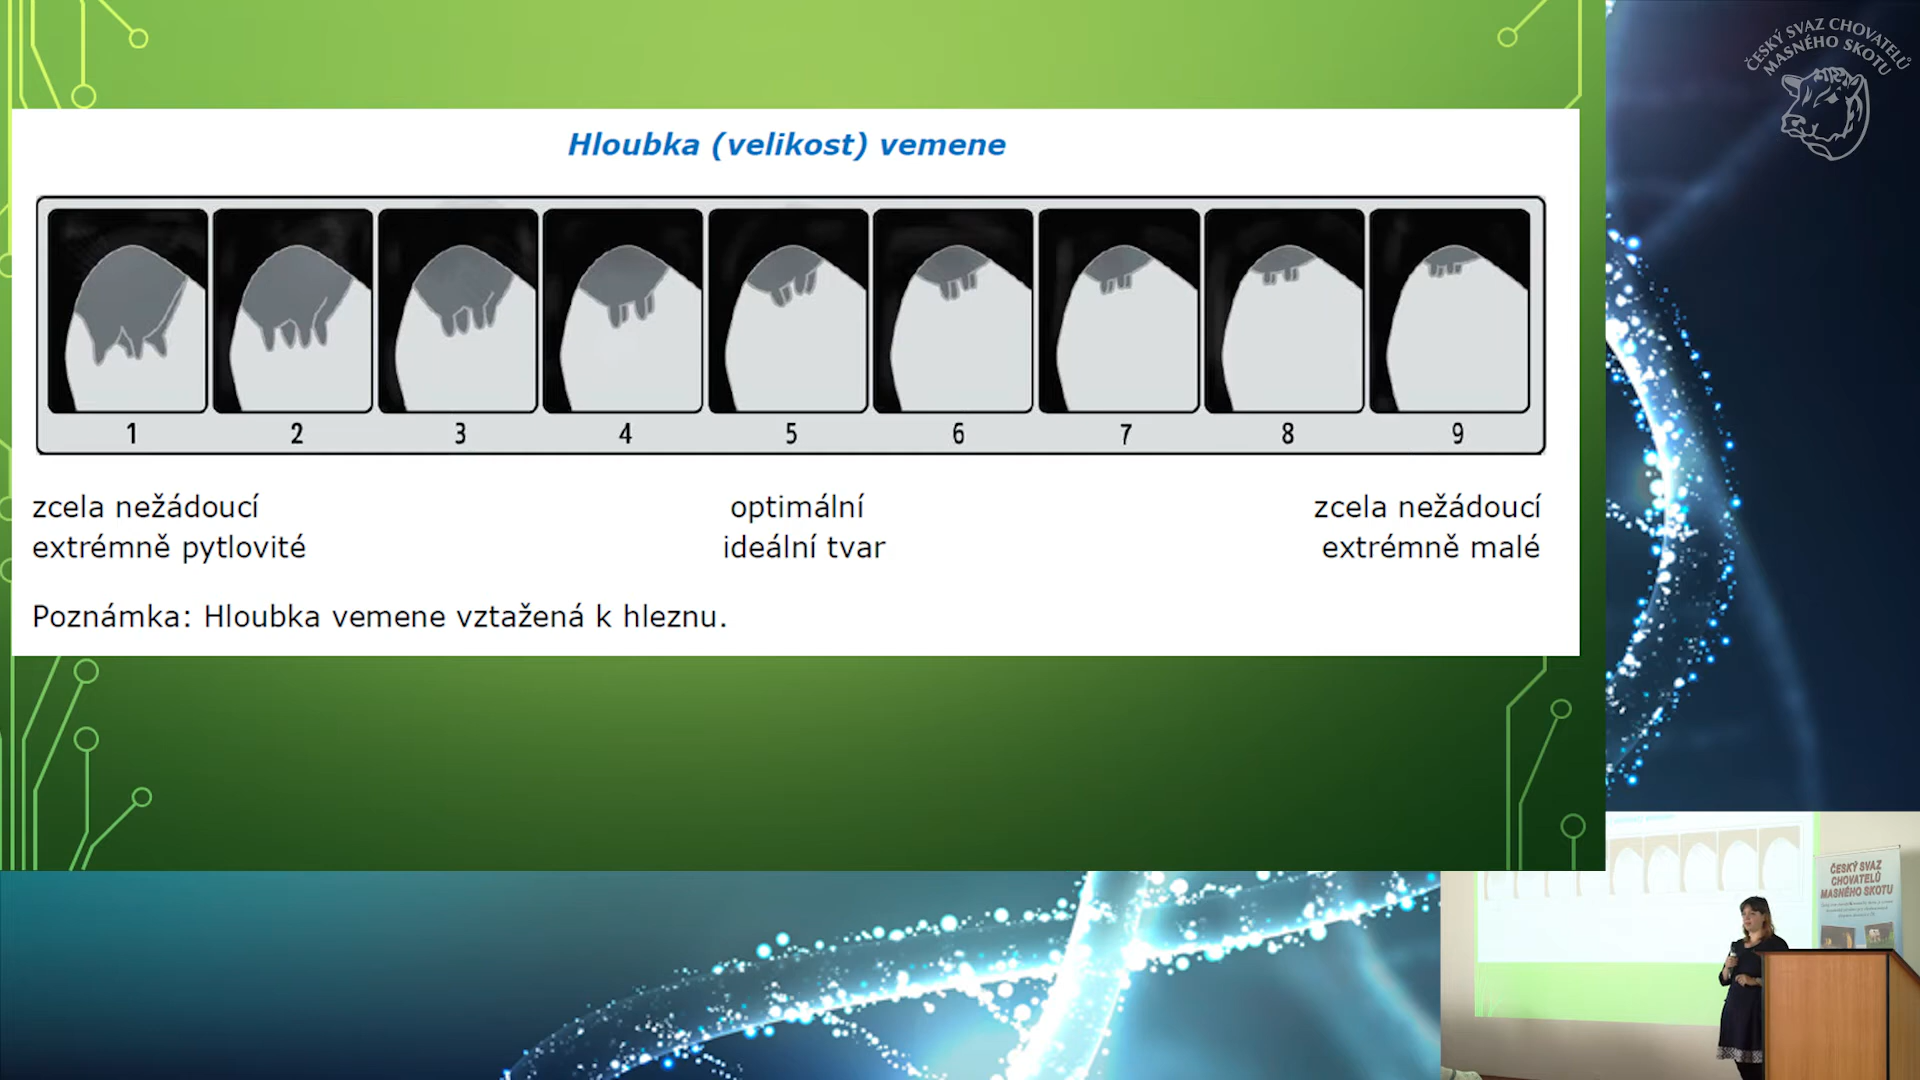 Hloubka (velikost) vemene
1 2 3 4 5 6 7 8 9
zcela nežádoucí optimální zcela nežádoucí
extrémně pytlovité ideální tvar extrémně malé
Poznámka: Hloubka vemene vztažená k hleznu.
ČESKÝ SVAZ CHOVATELŮ
MASNÉHO SKOTU
ČESKÝ SVAZ
CHOVATELŮ
MASNÉHO SKOTU